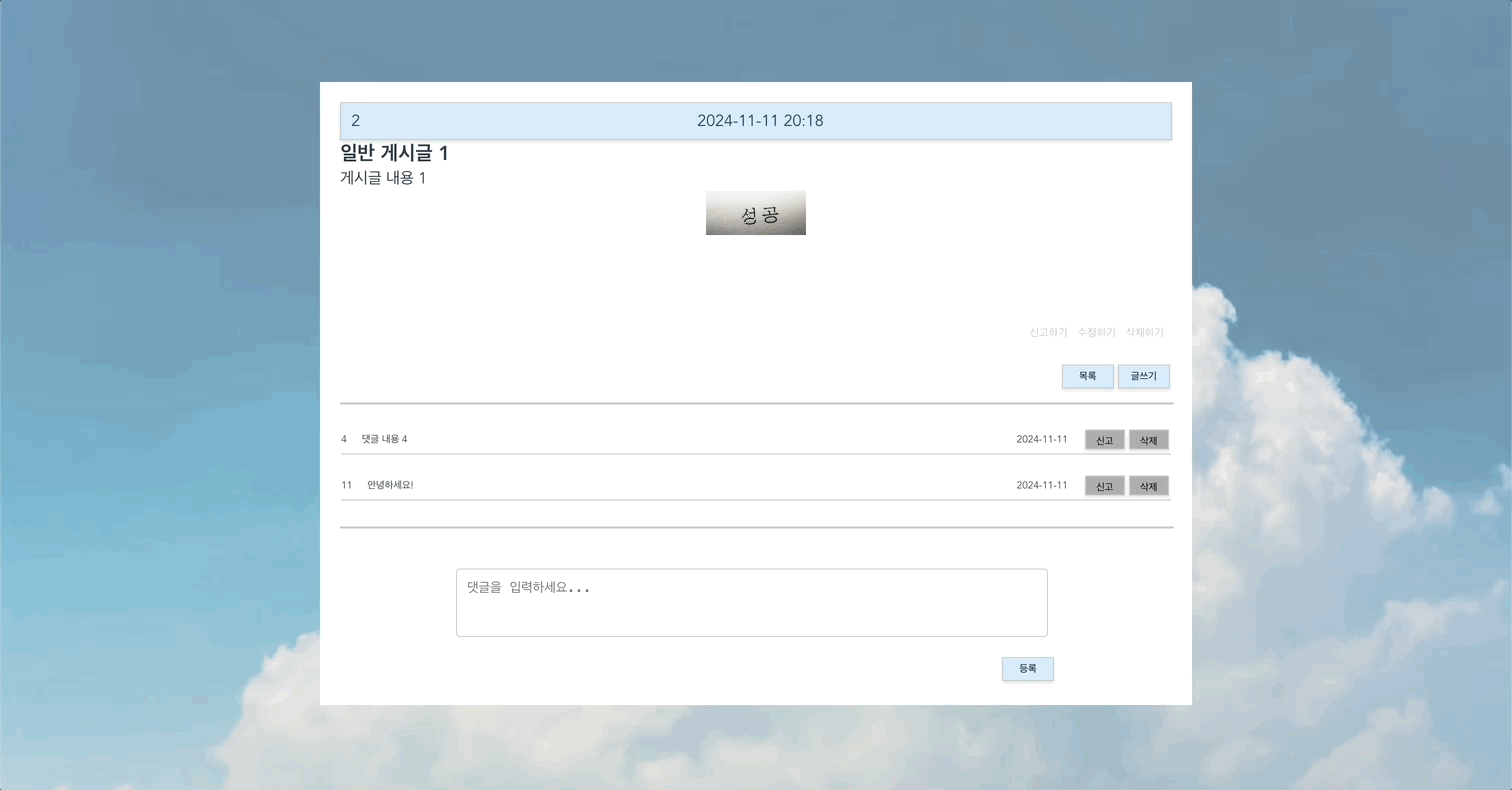 2 2024-11-11 20:18
일반 게시글 1
게시글 내용 1
성공
신고하기 수정하기 삭제하기
목록 글쓰기
4 댓글 내용 4 2024-11-11 신고 삭제
11 안녕하세요! 2024-11-11 신고 삭제
댓글을 입력하세요...
등록